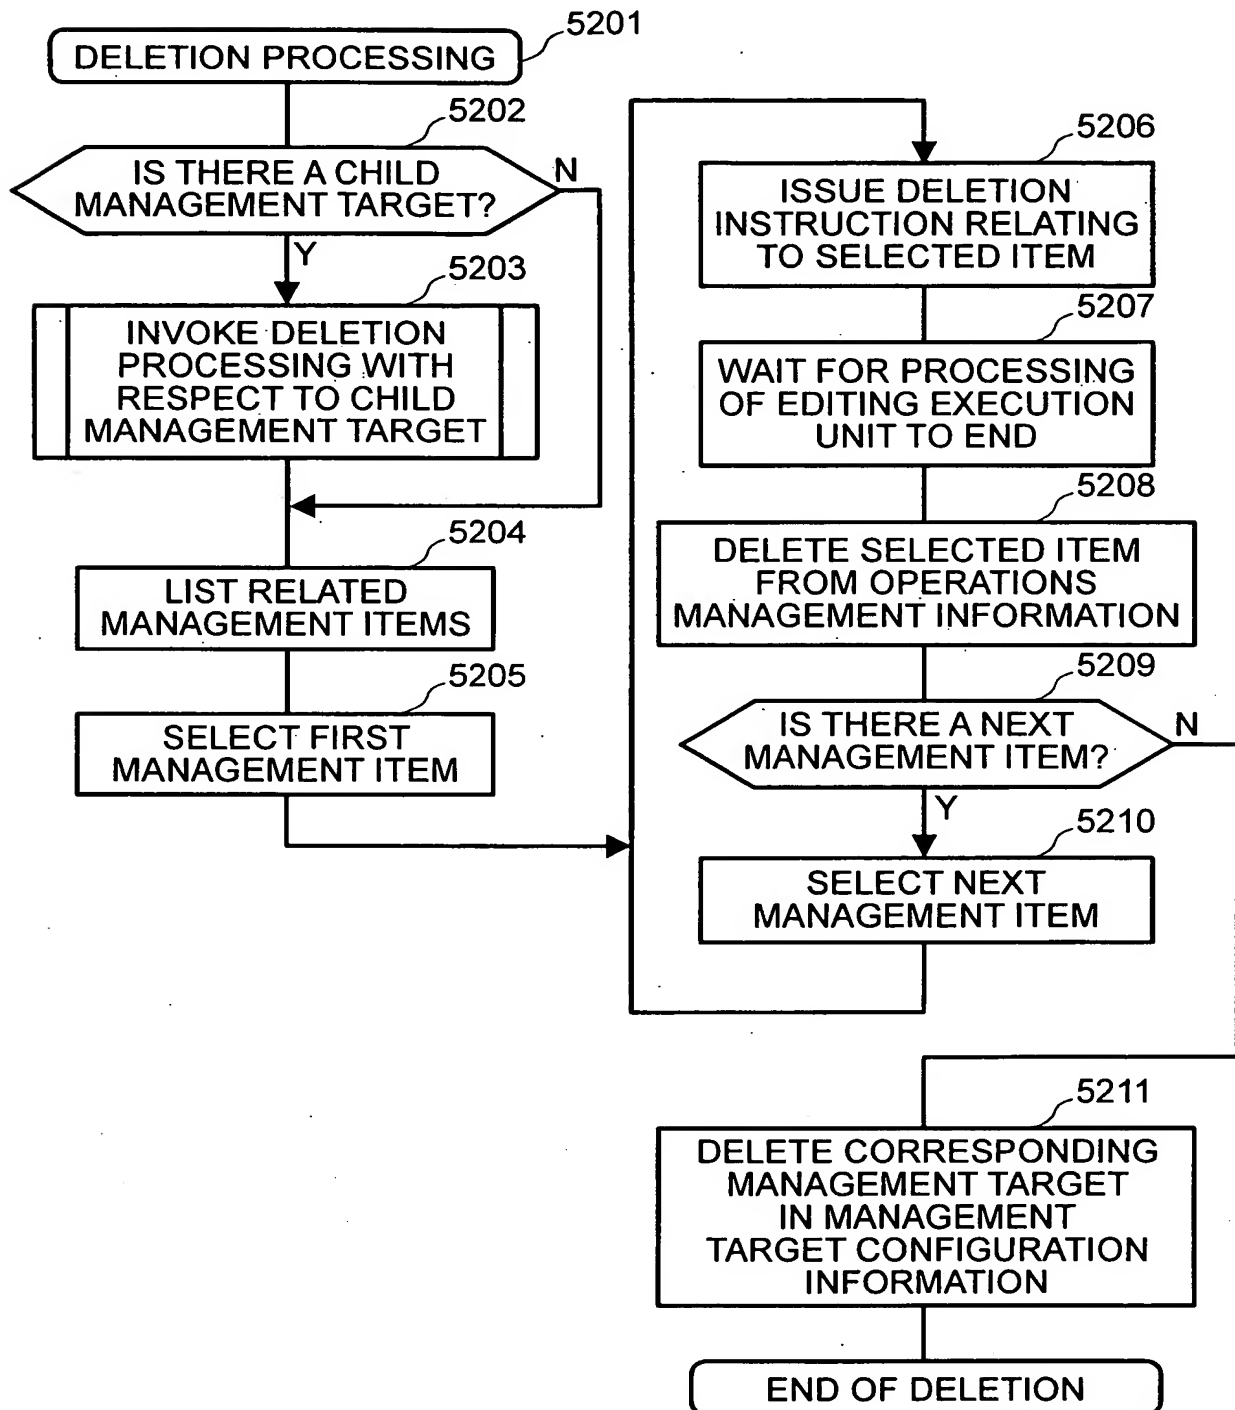 5201
DELETION PROCESSING
5202
IS THERE A CHILD
MANAGEMENT TARGET?
N
Y
5203
INVOKE DELETION
PROCESSING WITH
RESPECT TO CHILD
MANAGEMENT TARGET
5204
LIST RELATED
MANAGEMENT ITEMS
5205
SELECT FIRST
MANAGEMENT ITEM
5206
ISSUE DELETION
INSTRUCTION RELATING
TO SELECTED ITEM
5207
WAIT FOR PROCESSING
OF EDITING EXECUTION
UNIT TO END
5208
DELETE SELECTED ITEM
FROM OPERATIONS
MANAGEMENT INFORMATION
5209
IS THERE A NEXT
MANAGEMENT ITEM?
N
Y
5210
SELECT NEXT
MANAGEMENT ITEM
5211
DELETE CORRESPONDING
MANAGEMENT TARGET
IN MANAGEMENT
TARGET CONFIGURATION
INFORMATION
END OF DELETION